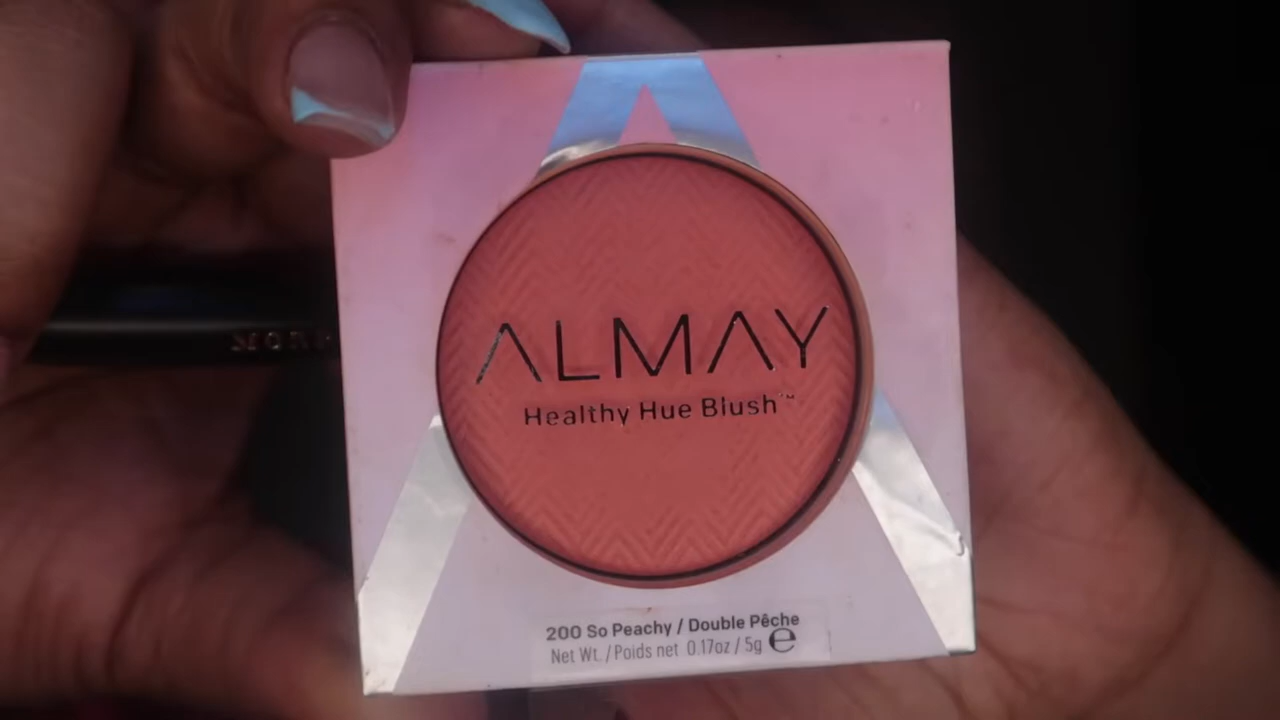 ALMAY
Healthy Hue Blush™
200 So Peachy / Double Pêche
Net Wt. / Poids net 0.17oz / 5g ℮